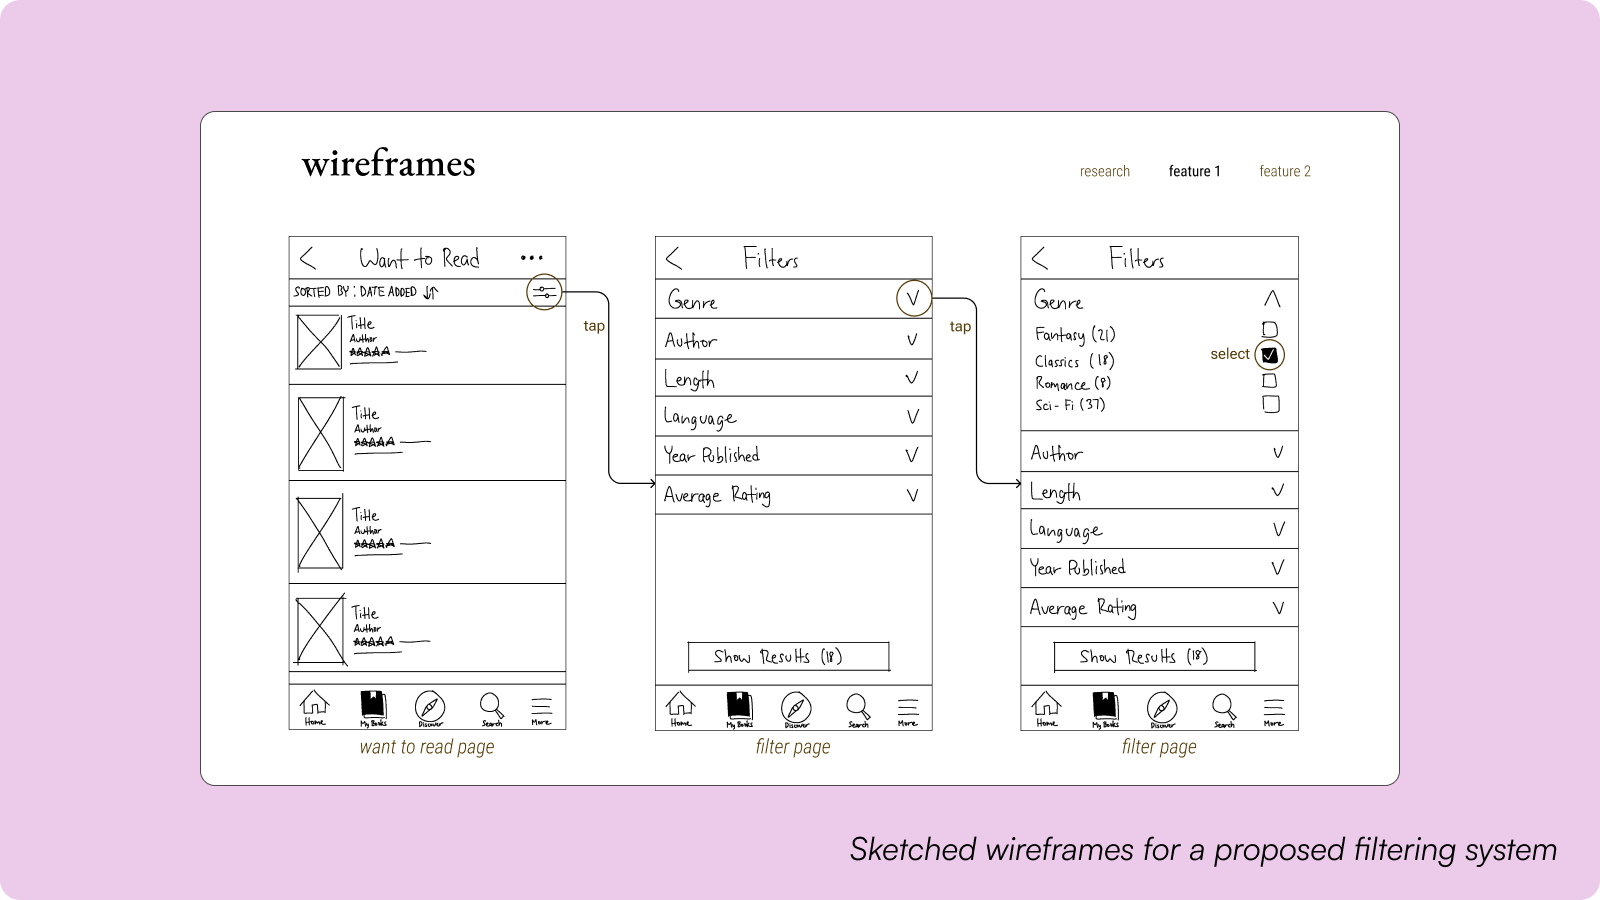 wireframes
research
feature 1
feature 2
Want to Read
SORTED BY: DATE ADDED
Title
Author
Title
Author
Title
Author
Title
Author
Home
My Books
Discover
Search
More
want to read page
tap
Filters
Genre
Author
Length
Language
Year Published
Average Rating
Show Results (18)
Home
My Books
Discover
Search
More
filter page
tap
Filters
Genre
Fantasy (21)
Classics (18)
select
Romance (8)
Sci-Fi (37)
Author
Length
Language
Year Published
Average Rating
Show Results (18)
Home
My Books
Discover
Search
More
filter page
Sketched wireframes for a proposed filtering system